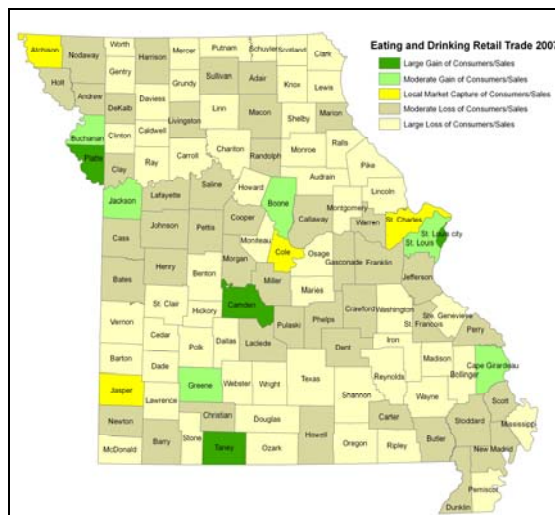 Eating and Drinking Retail Trade 2007
Large Gain of Consumers/Sales
Moderate Gain of Consumers/Sales
Local Market Capture of Consumers/Sales
Moderate Loss of Consumers/Sales
Large Loss of Consumers/Sales
Atchison
Nodaway
Worth
Harrison
Mercer
Putnam
Schuyler
Scotland
Clark
Gentry
Holt
Andrew
DeKalb
Daviess
Grundy
Sullivan
Adair
Knox
Lewis
Linn
Macon
Shelby
Marion
Buchanan
Clinton
Caldwell
Livingston
Chariton
Randolph
Monroe
Ralls
Pike
Platte
Clay
Ray
Carroll
Audrain
Lincoln
Jackson
Lafayette
Saline
Howard
Boone
Callaway
Montgomery
Warren
St. Charles
St. Louis city
St. Louis
Cass
Johnson
Pettis
Cooper
Moniteau
Cole
Osage
Gasconade
Franklin
Jefferson
Bates
Henry
Benton
Morgan
Miller
Maries
Crawford
Washington
Ste. Genevieve
St. Francois
Perry
St. Clair
Hickory
Camden
Pulaski
Phelps
Vernon
Cedar
Polk
Dallas
Laclede
Dent
Iron
Madison
Bollinger
Cape Girardeau
Barton
Dade
Greene
Webster
Wright
Texas
Reynolds
Wayne
Scott
Jasper
Lawrence
Christian
Douglas
Shannon
Carter
Stoddard
Mississippi
Newton
Barry
Stone
Taney
Ozark
Howell
Oregon
Ripley
Butler
New Madrid
McDonald
Dunklin
Pemiscot